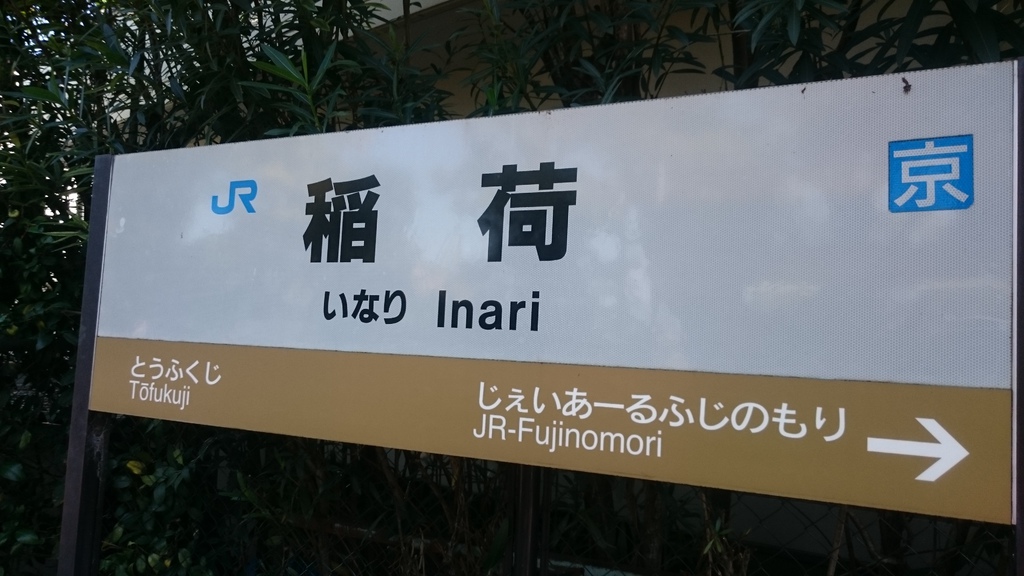 JR 稲荷 京
いなり Inari
とうふくじ
Tōfukuji
じぇいあーるふじのもり
JR-Fujinomori
→